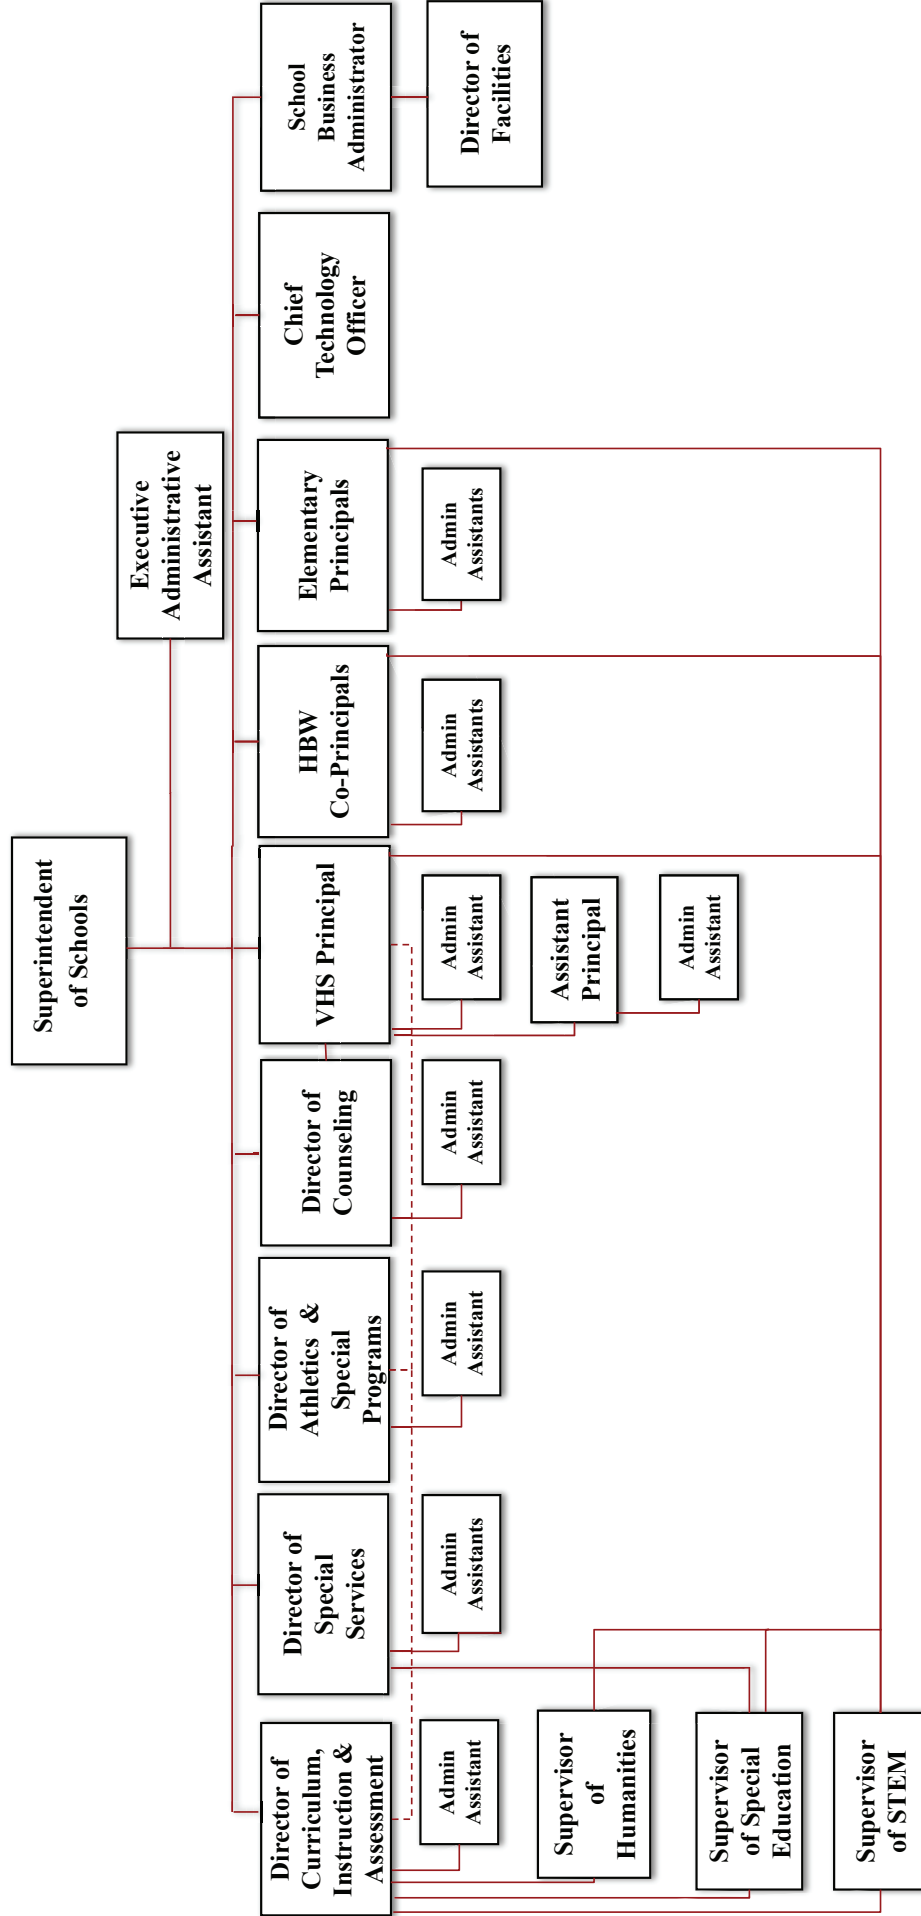 Superintendent
of Schools
Executive
Administrative
Assistant
Director of
Curriculum,
Instruction &
Assessment
Director of
Special
Services
Director of
Athletics &
Special
Programs
Director of
Counseling
VHS Principal
HBW
Co-Principals
Elementary
Principals
Chief
Technology
Officer
School
Business
Administrator
Admin
Assistant
Admin
Assistants
Admin
Assistant
Admin
Assistant
Admin
Assistant
Admin
Assistants
Admin
Assistants
Director of
Facilities
Supervisor
of
Humanities
Assistant
Principal
Supervisor
of Special
Education
Admin
Assistant
Supervisor
of STEM